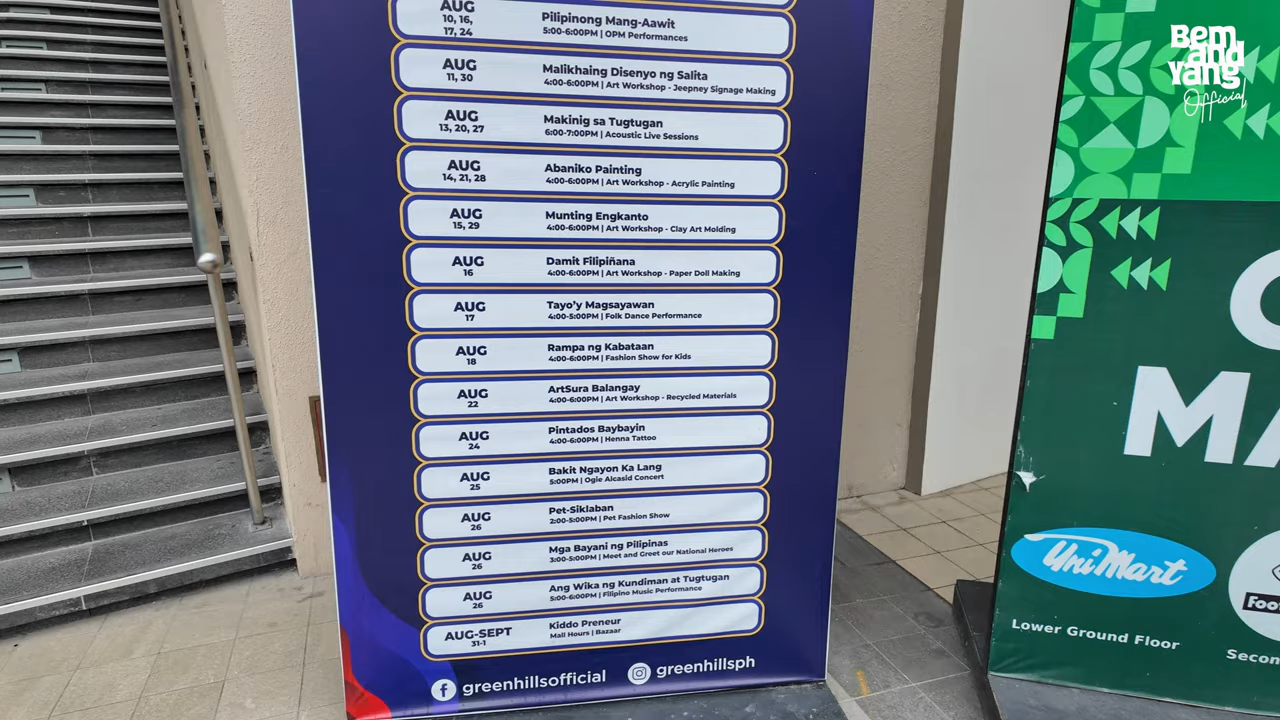 AUG
10, 16,
17, 24
Pilipinong Mang-Aawit
5:00-6:00PM | OPM Performances
AUG
11, 30
Malikhaing Disenyo ng Salita
4:00-6:00PM | Art Workshop - Jeepney Signage Making
AUG
13, 20, 27
Makinig sa Tugtugan
6:00-7:00PM | Acoustic Live Sessions
AUG
14, 21, 28
Abaniko Painting
4:00-6:00PM | Art Workshop - Acrylic Painting
AUG
15, 29
Munting Engkanto
4:00-6:00PM | Art Workshop - Clay Art Molding
AUG
16
Damit Filipiñana
4:00-6:00PM | Art Workshop - Paper Doll Making
AUG
17
Tayo'y Magsayawan
4:00-5:00PM | Folk Dance Performance
AUG
18
Rampa ng Kabataan
4:00-6:00PM | Fashion Show for Kids
AUG
22
ArtSura Balangay
4:00-6:00PM | Art Workshop - Recycled Materials
AUG
24
Pintados Baybayin
4:00-6:00PM | Henna Tattoo
AUG
25
Bakit Ngayon Ka Lang
5:00PM | Ogie Alcasid Concert
AUG
26
Pet-Siklaban
2:00-5:00PM | Pet Fashion Show
AUG
26
Mga Bayani ng Pilipinas
3:00-5:00PM | Meet and Greet our National Heroes
AUG
26
Ang Wika ng Kundiman at Tugtugan
5:00-6:00PM | Filipino Music Performance
AUG-SEPT
31-1
Kiddo Preneur
Mall Hours | Bazaar
greenhillsofficial
greenhillsph
Bem
and
Yang
Official
UniMart
Lower Ground Floor